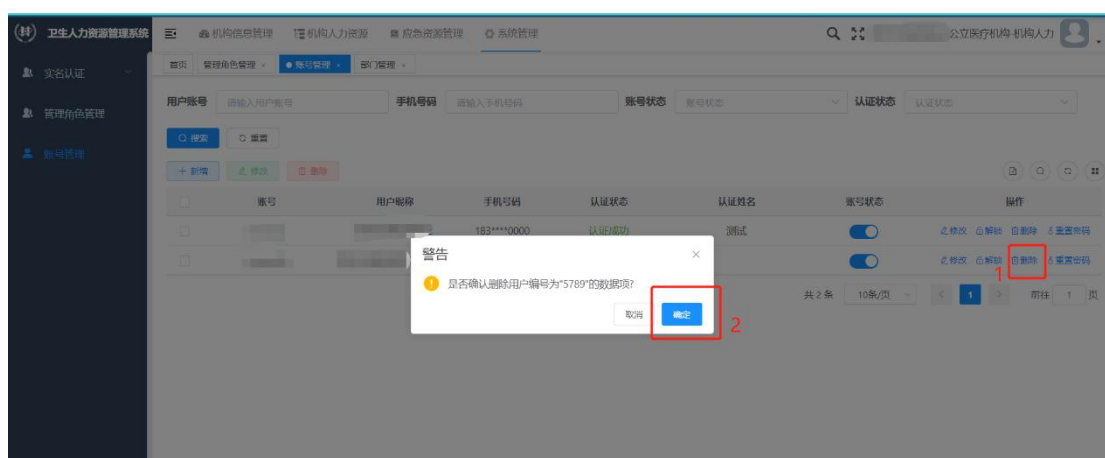 卫生人力资源管理系统 机构信息管理 机构人力资源 应急资源管理 系统管理 公立医疗机构-机构人力
实名认证
管理角色管理
账号管理
首页 管理角色管理 × 账号管理 × 部门管理 ×
用户账号 请输入用户账号 手机号码 请输入手机号码 账号状态 账号状态 认证状态 认证状态
搜索 重置
+ 新增 修改 删除
账号 用户昵称 手机号码 认证状态 认证姓名 账号状态 操作
183****0000 认证成功 测试 修改 解锁 删除 重置密码
修改 解锁 删除 重置密码
1
共 2 条 10条/页 < 1 > 前往 1 页
警告 ×
! 是否确认删除用户编号为"5789"的数据项?
取消 确定
2